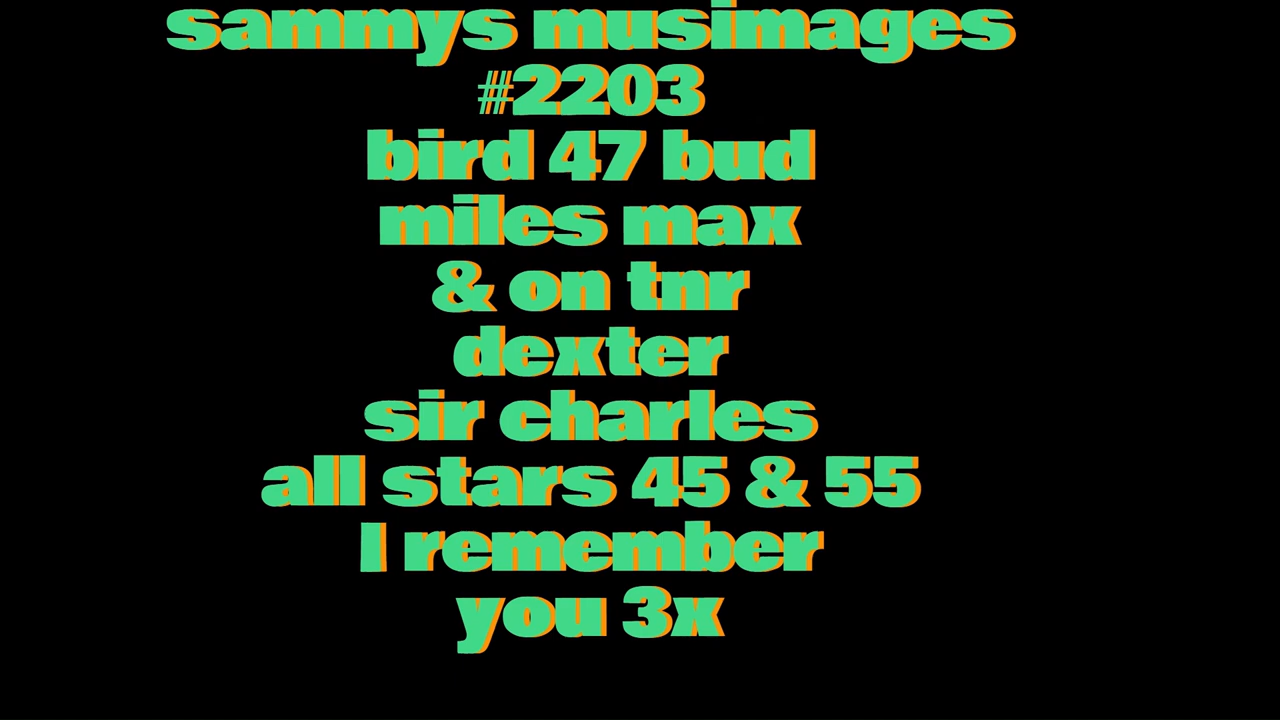 sammys musimages
#2203
bird 47 bud
miles max
& on tnr
dexter
sir charles
all stars 45 & 55
I remember
you 3x